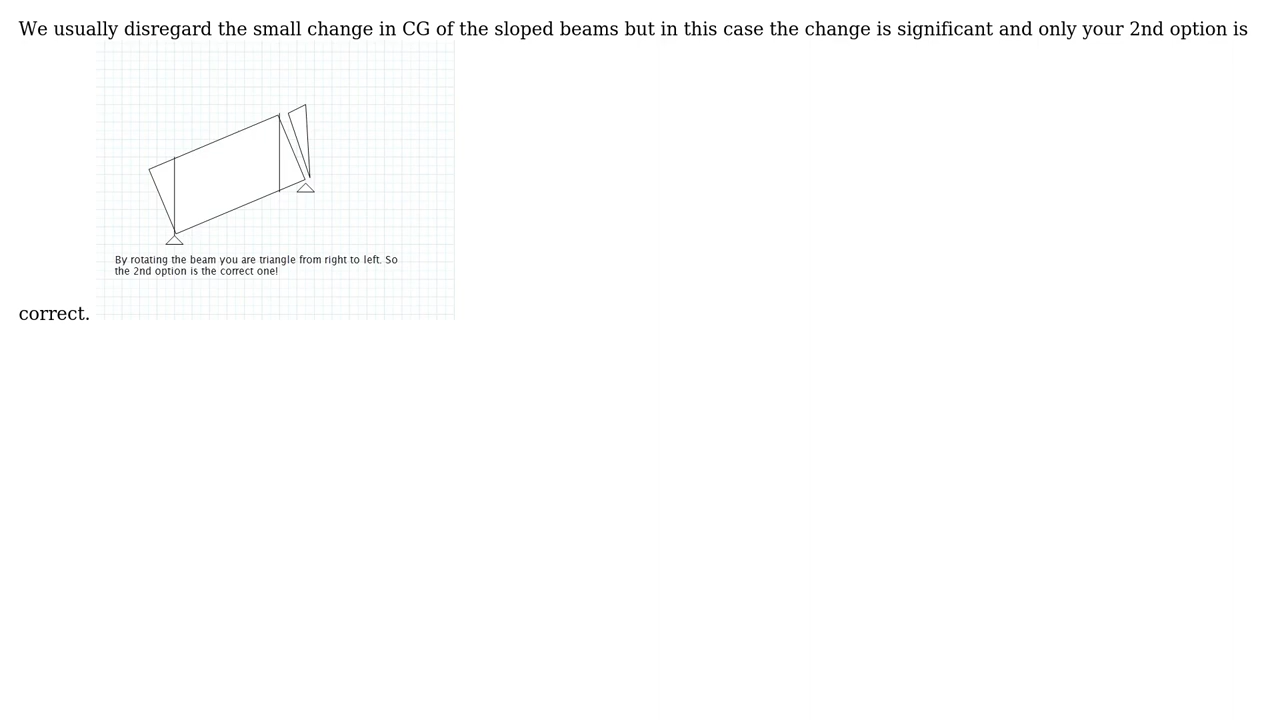 We usually disregard the small change in CG of the sloped beams but in this case the change is significant and only your 2nd option is
By rotating the beam you are triangle from right to left. So
the 2nd option is the correct one!
correct.